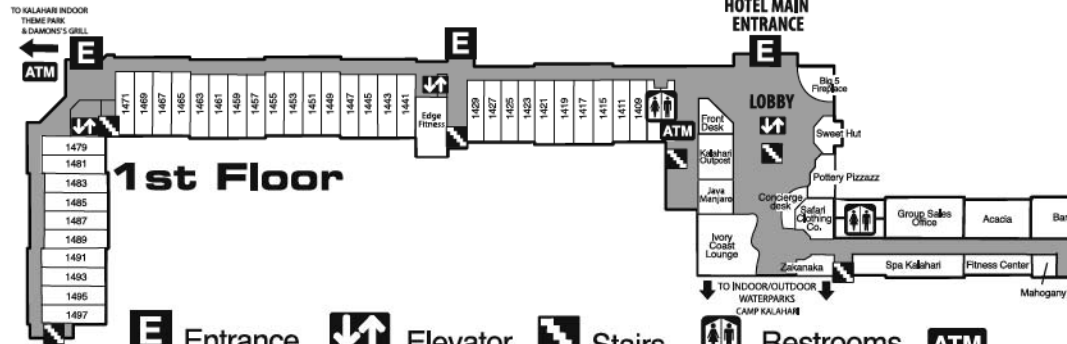 TO KALAHARI INDOOR
THEME PARK
& DAMONS'S GRILL
ATM
E
E
HOTEL MAIN
ENTRANCE
E
1471
1469
1467
1465
1463
1461
1459
1457
1455
1453
1451
1449
1447
1445
1443
1441
Edge
Fitness
1429
1427
1425
1423
1421
1419
1417
1415
1411
1409
ATM
LOBBY
Big 5
Fireplace
Front
Desk
Sweet Hut
Kalahari
Outpost
Pottery Pizzazz
Java
Manjaro
Concierge
desk
Safari
Clothing
Co.
Group Sales
Office
Acacia
Ivory
Coast
Lounge
Zakanaka
Spa Kalahari
Fitness Center
Mahogany
TO INDOOR/OUTDOOR
WATERPARKS
CAMP KALAHARI
1479
1481
1483
1485
1487
1489
1491
1493
1495
1497
1st Floor
E Entrance
Elevator
Stairs
Restrooms
ATM